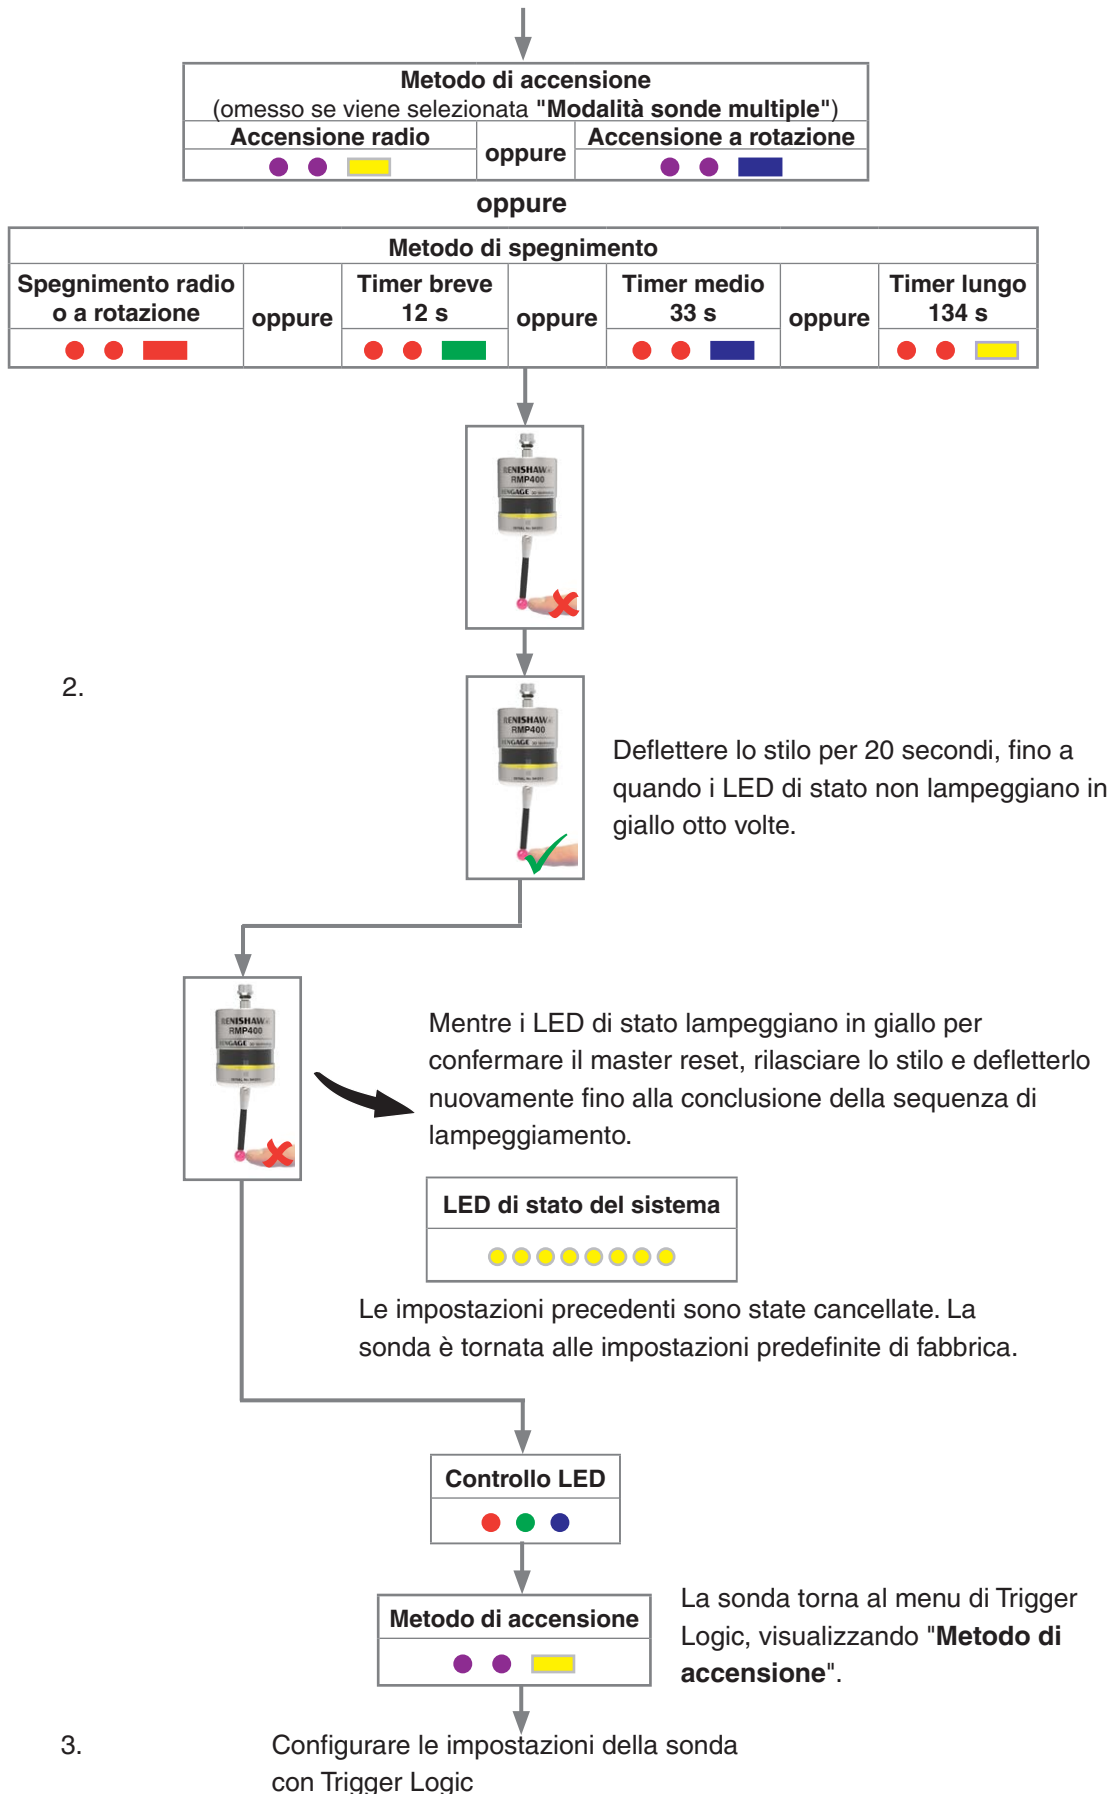 Metodo di accensione
(omesso se viene selezionata "Modalità sonde multiple")
Accensione radio
oppure
Accensione a rotazione
oppure
Metodo di spegnimento
Spegnimento radio
o a rotazione
oppure
Timer breve
12 s
oppure
Timer medio
33 s
oppure
Timer lungo
134 s
RENISHAW
RMP400
RENGAGE
2.
RENISHAW
RMP400
RENGAGE
Deflettere lo stilo per 20 secondi, fino a
quando i LED di stato non lampeggiano in
giallo otto volte.
RENISHAW
RMP400
RENGAGE
Mentre i LED di stato lampeggiano in giallo per
confermare il master reset, rilasciare lo stilo e defletterlo
nuovamente fino alla conclusione della sequenza di
lampeggiamento.
LED di stato del sistema
Le impostazioni precedenti sono state cancellate. La
sonda è tornata alle impostazioni predefinite di fabbrica.
Controllo LED
Metodo di accensione
La sonda torna al menu di Trigger
Logic, visualizzando "Metodo di
accensione".
3.
Configurare le impostazioni della sonda
con Trigger Logic